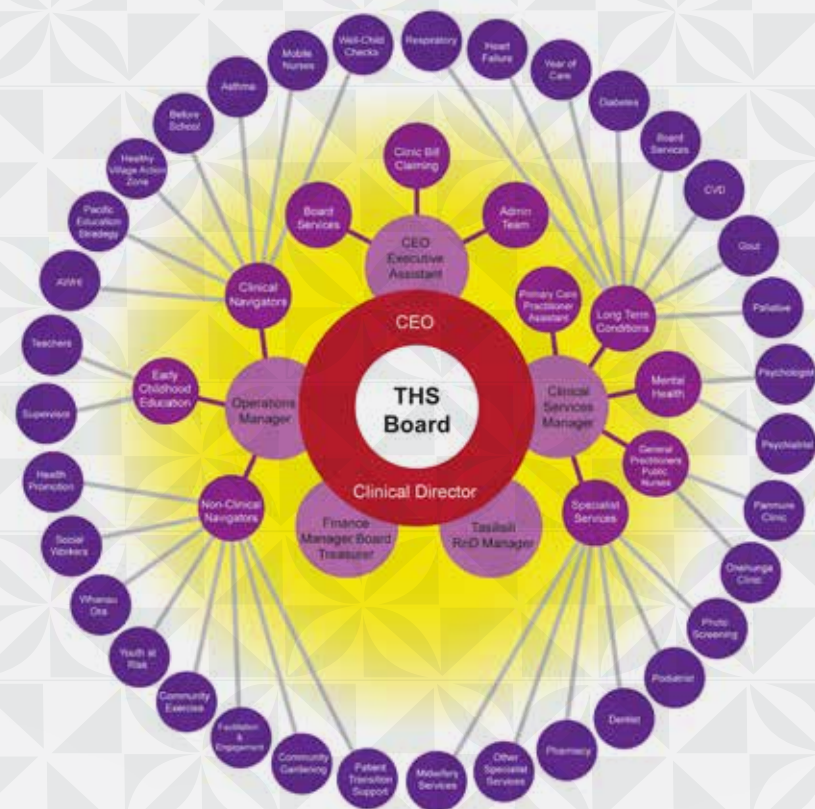 Well-Child
Checks
Respiratory
Heart
Failure
Mobile
Nurses
Year of
Care
Asthma
Diabetes
Before
School
Board
Services
Healthy
Village Action
Zone
CVD
Pacific
Education
Strategy
Gout
AWHI
Palliative
Teachers
Psychologist
Supervisor
Psychiatrist
Health
Promotion
Panmure
Clinic
Social
Workers
Onehunga
Clinic
Whanau
Ora
Photo
Screening
Youth at
Risk
Podiatrist
Community
Exercise
Dentist
Facilitation
&
Engagement
Pharmacy
Community
Gardening
Other
Specialist
Services
Patient
Transition
Support
Midwifery
Services
Clinic Bill
Claiming
Board
Services
Admin
Team
CEO
Executive
Assistant
Clinical
Navigators
Primary Care
Practitioner
Assistant
Long Term
Conditions
CEO
Early
Childhood
Education
Operations
Manager
THS
Board
Clinical
Services
Manager
Mental
Health
General
Practitioners
Public
Nurses
Clinical Director
Non-Clinical
Navigators
Finance
Manager Board
Treasurer
RnD Manager
Specialist
Services